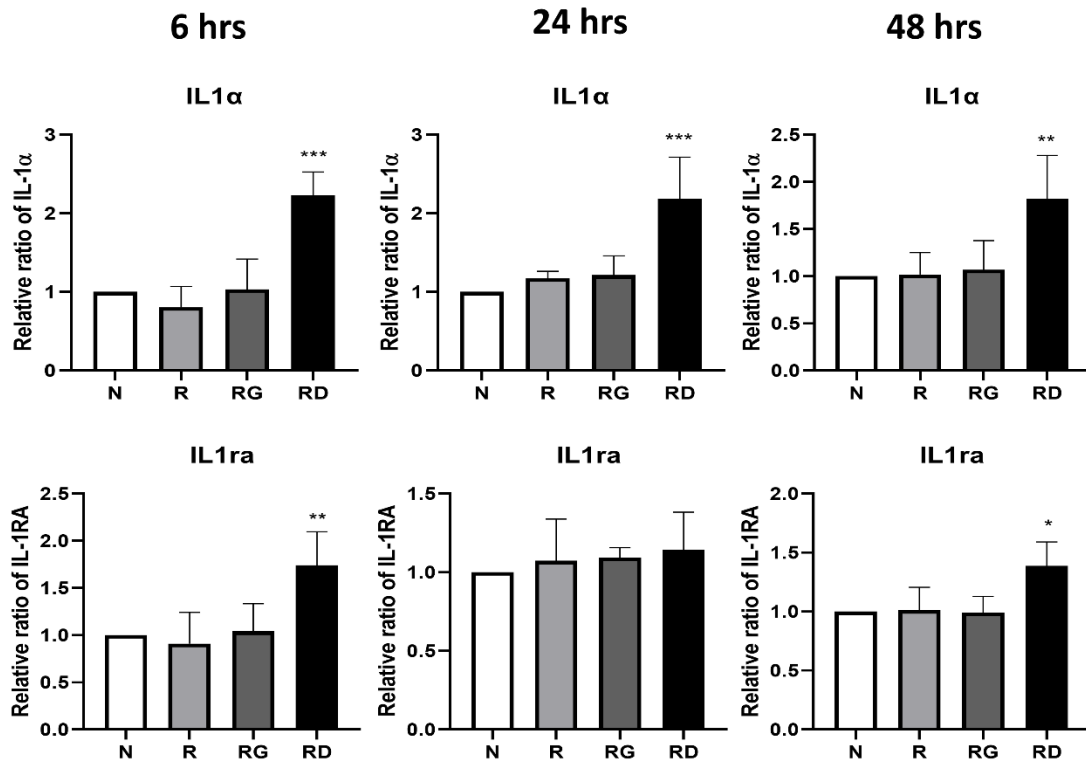 6 hrs
24 hrs
48 hrs
IL1α
Relative ratio of IL-1α
3
2
1
0
***
N R RG RD
IL1α
Relative ratio of IL-1α
3
2
1
0
***
N R RG RD
IL1α
Relative ratio of IL-1α
2.5
2.0
1.5
1.0
0.5
0.0
**
N R RG RD
IL1ra
Relative ratio of IL-1RA
2.5
2.0
1.5
1.0
0.5
0.0
**
N R RG RD
IL1ra
Relative ratio of IL-1RA
1.5
1.0
0.5
0.0
N R RG RD
IL1ra
Relative ratio of IL-1RA
2.0
1.5
1.0
0.5
0.0
*
N R RG RD